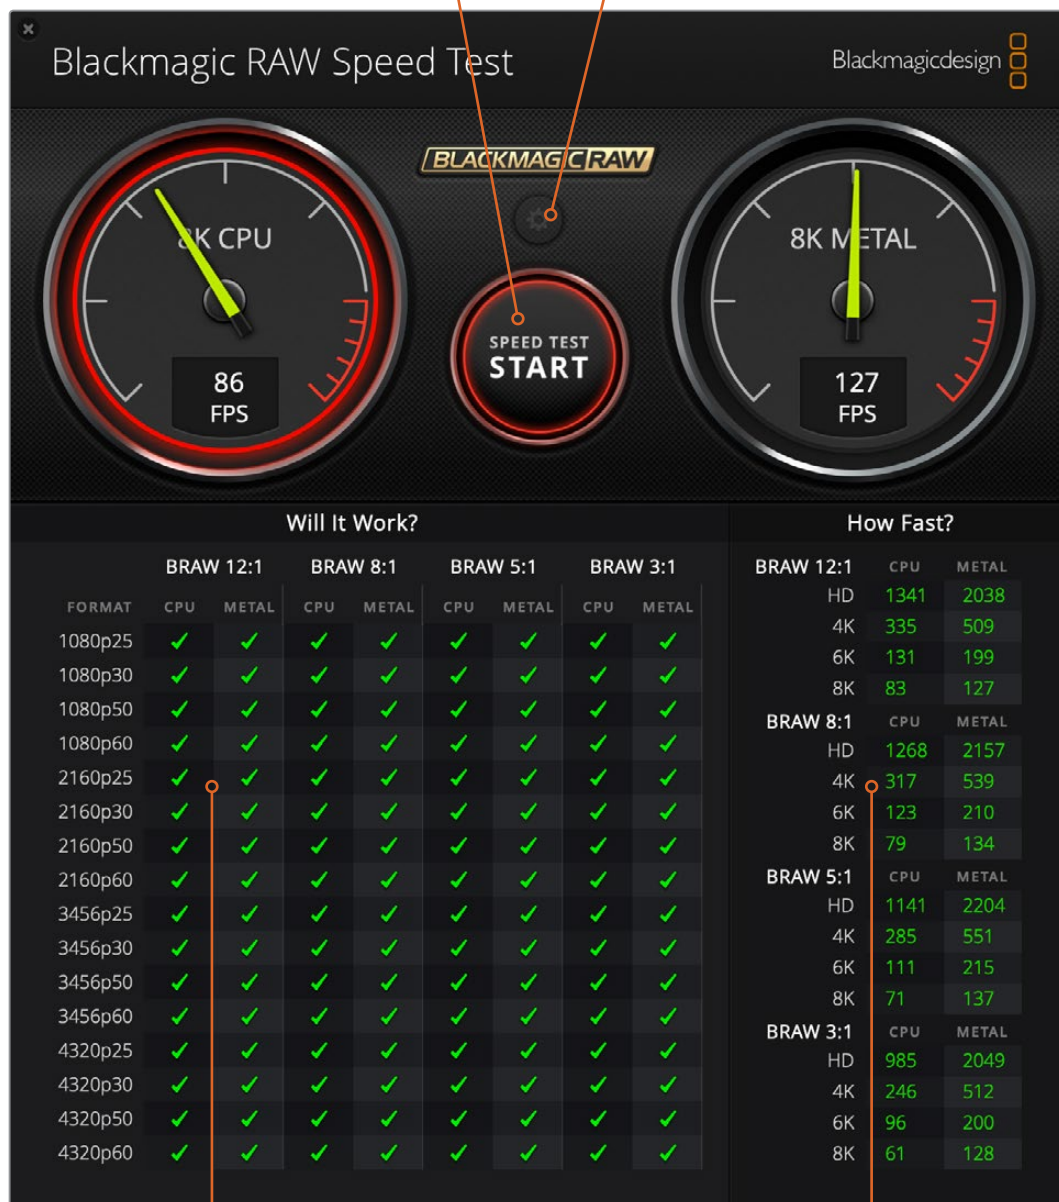 Blackmagic RAW Speed Test
Blackmagicdesign
BLACKMAGIC RAW
8K CPU
86
FPS
SPEED TEST
START
8K METAL
127
FPS
Will It Work?
BRAW 12:1 BRAW 8:1 BRAW 5:1 BRAW 3:1
FORMAT CPU METAL CPU METAL CPU METAL CPU METAL
1080p25
1080p30
1080p50
1080p60
2160p25
2160p30
2160p50
2160p60
3456p25
3456p30
3456p50
3456p60
4320p25
4320p30
4320p50
4320p60
How Fast?
BRAW 12:1 CPU METAL
HD 1341 2038
4K 335 509
6K 131 199
8K 83 127
BRAW 8:1 CPU METAL
HD 1268 2157
4K 317 539
6K 123 210
8K 79 134
BRAW 5:1 CPU METAL
HD 1141 2204
4K 285 551
6K 111 215
8K 71 137
BRAW 3:1 CPU METAL
HD 985 2049
4K 246 512
6K 96 200
8K 61 128